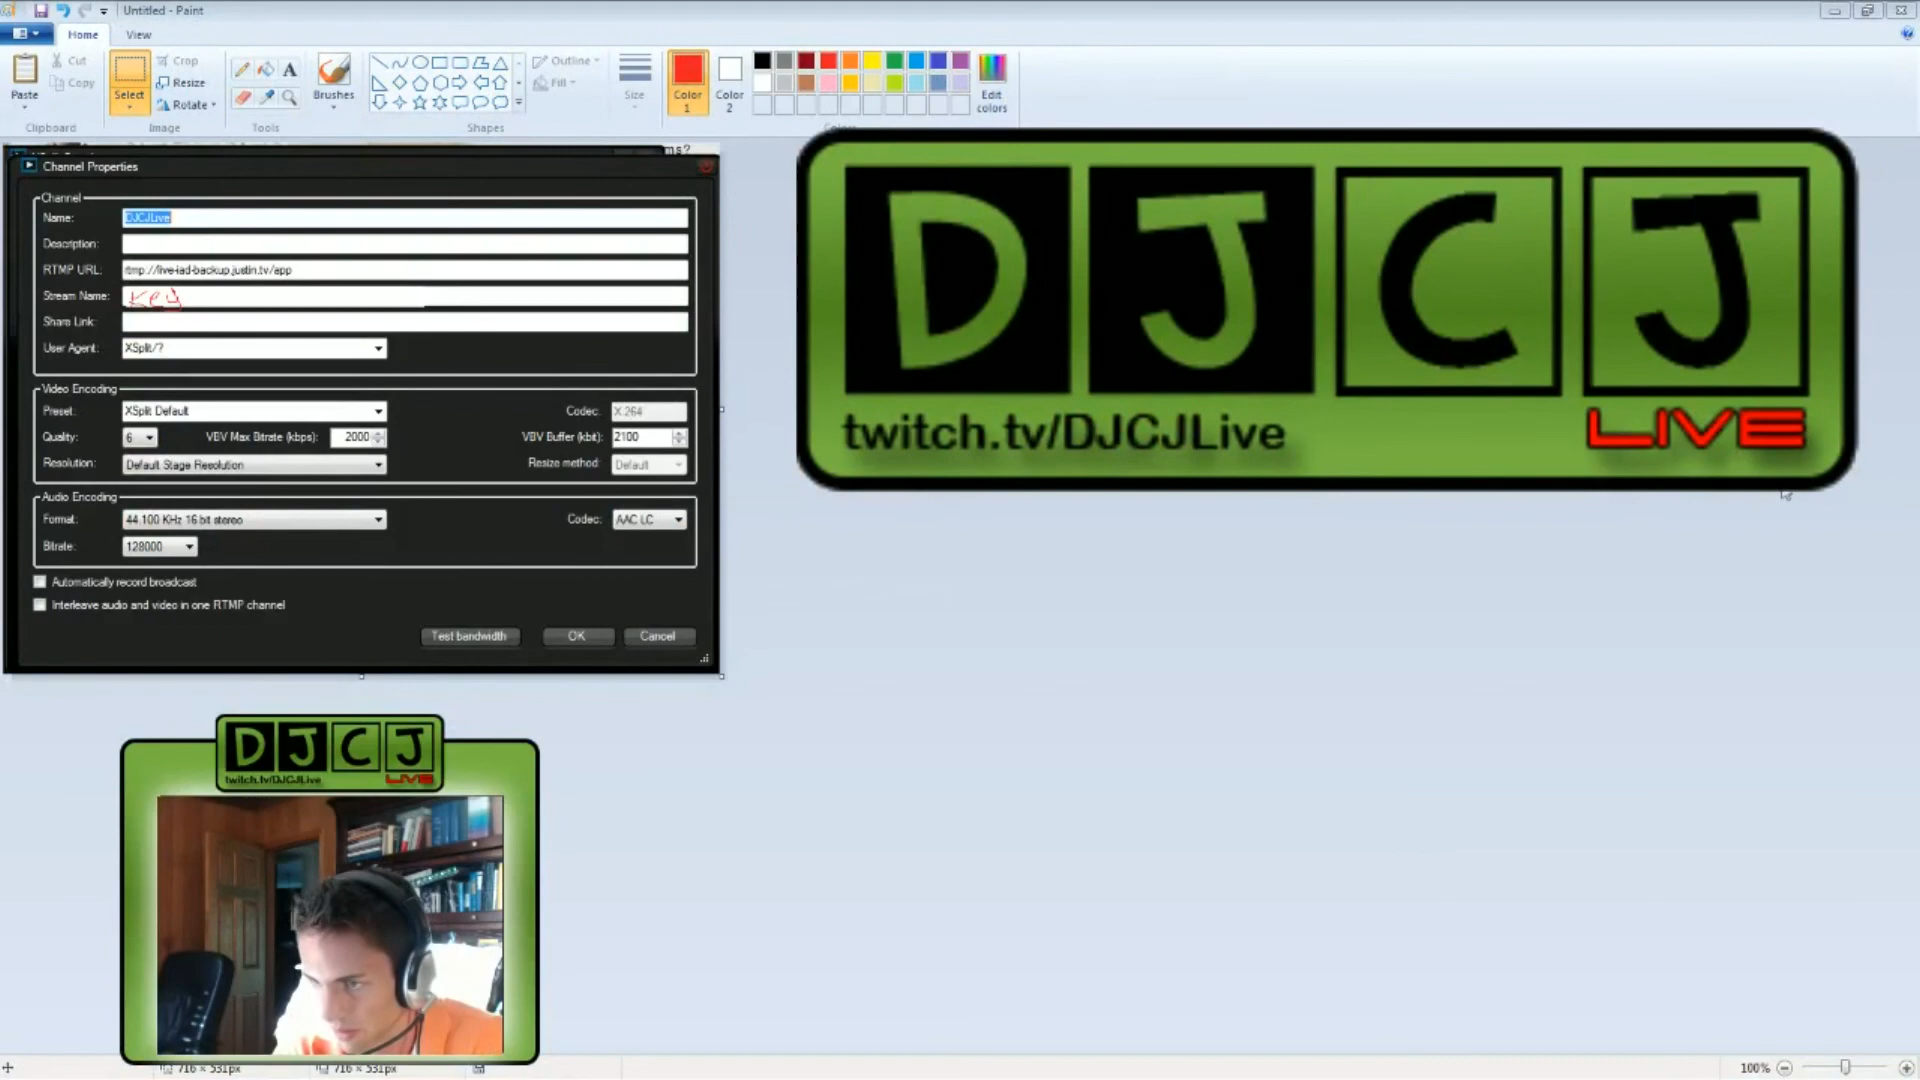 Untitled - Paint
Home View
Paste
Cut
Copy
Clipboard
Select
Crop
Resize
Rotate
Image
A
Tools
Brushes
Shapes
Outline
Fill
Size
Color 1
Color 2
Edit colors
ms?
Channel Properties
Channel
Name: DJCJLive
Description:
RTMP URL: rtmp://live-iad-backup.justin.tv/app
Stream Name: Key
Share Link:
User Agent: XSplit/?
Video Encoding
Preset: XSplit Default Codec: X.264
Quality: 6 VBV Max Bitrate (kbps): 2000 VBV Buffer (kbit): 2100
Resolution: Default Stage Resolution Resize method: Default
Audio Encoding
Format: 44.100 KHz 16 bit stereo Codec: AAC LC
Bitrate: 128000
Automatically record broadcast
Interleave audio and video in one RTMP channel
Test bandwidth OK Cancel
DJCJ
twitch.tv/DJCJLive LIVE
DJCJ
twitch.tv/DJCJLive LIVE
716 × 531px 716 × 531px 100%